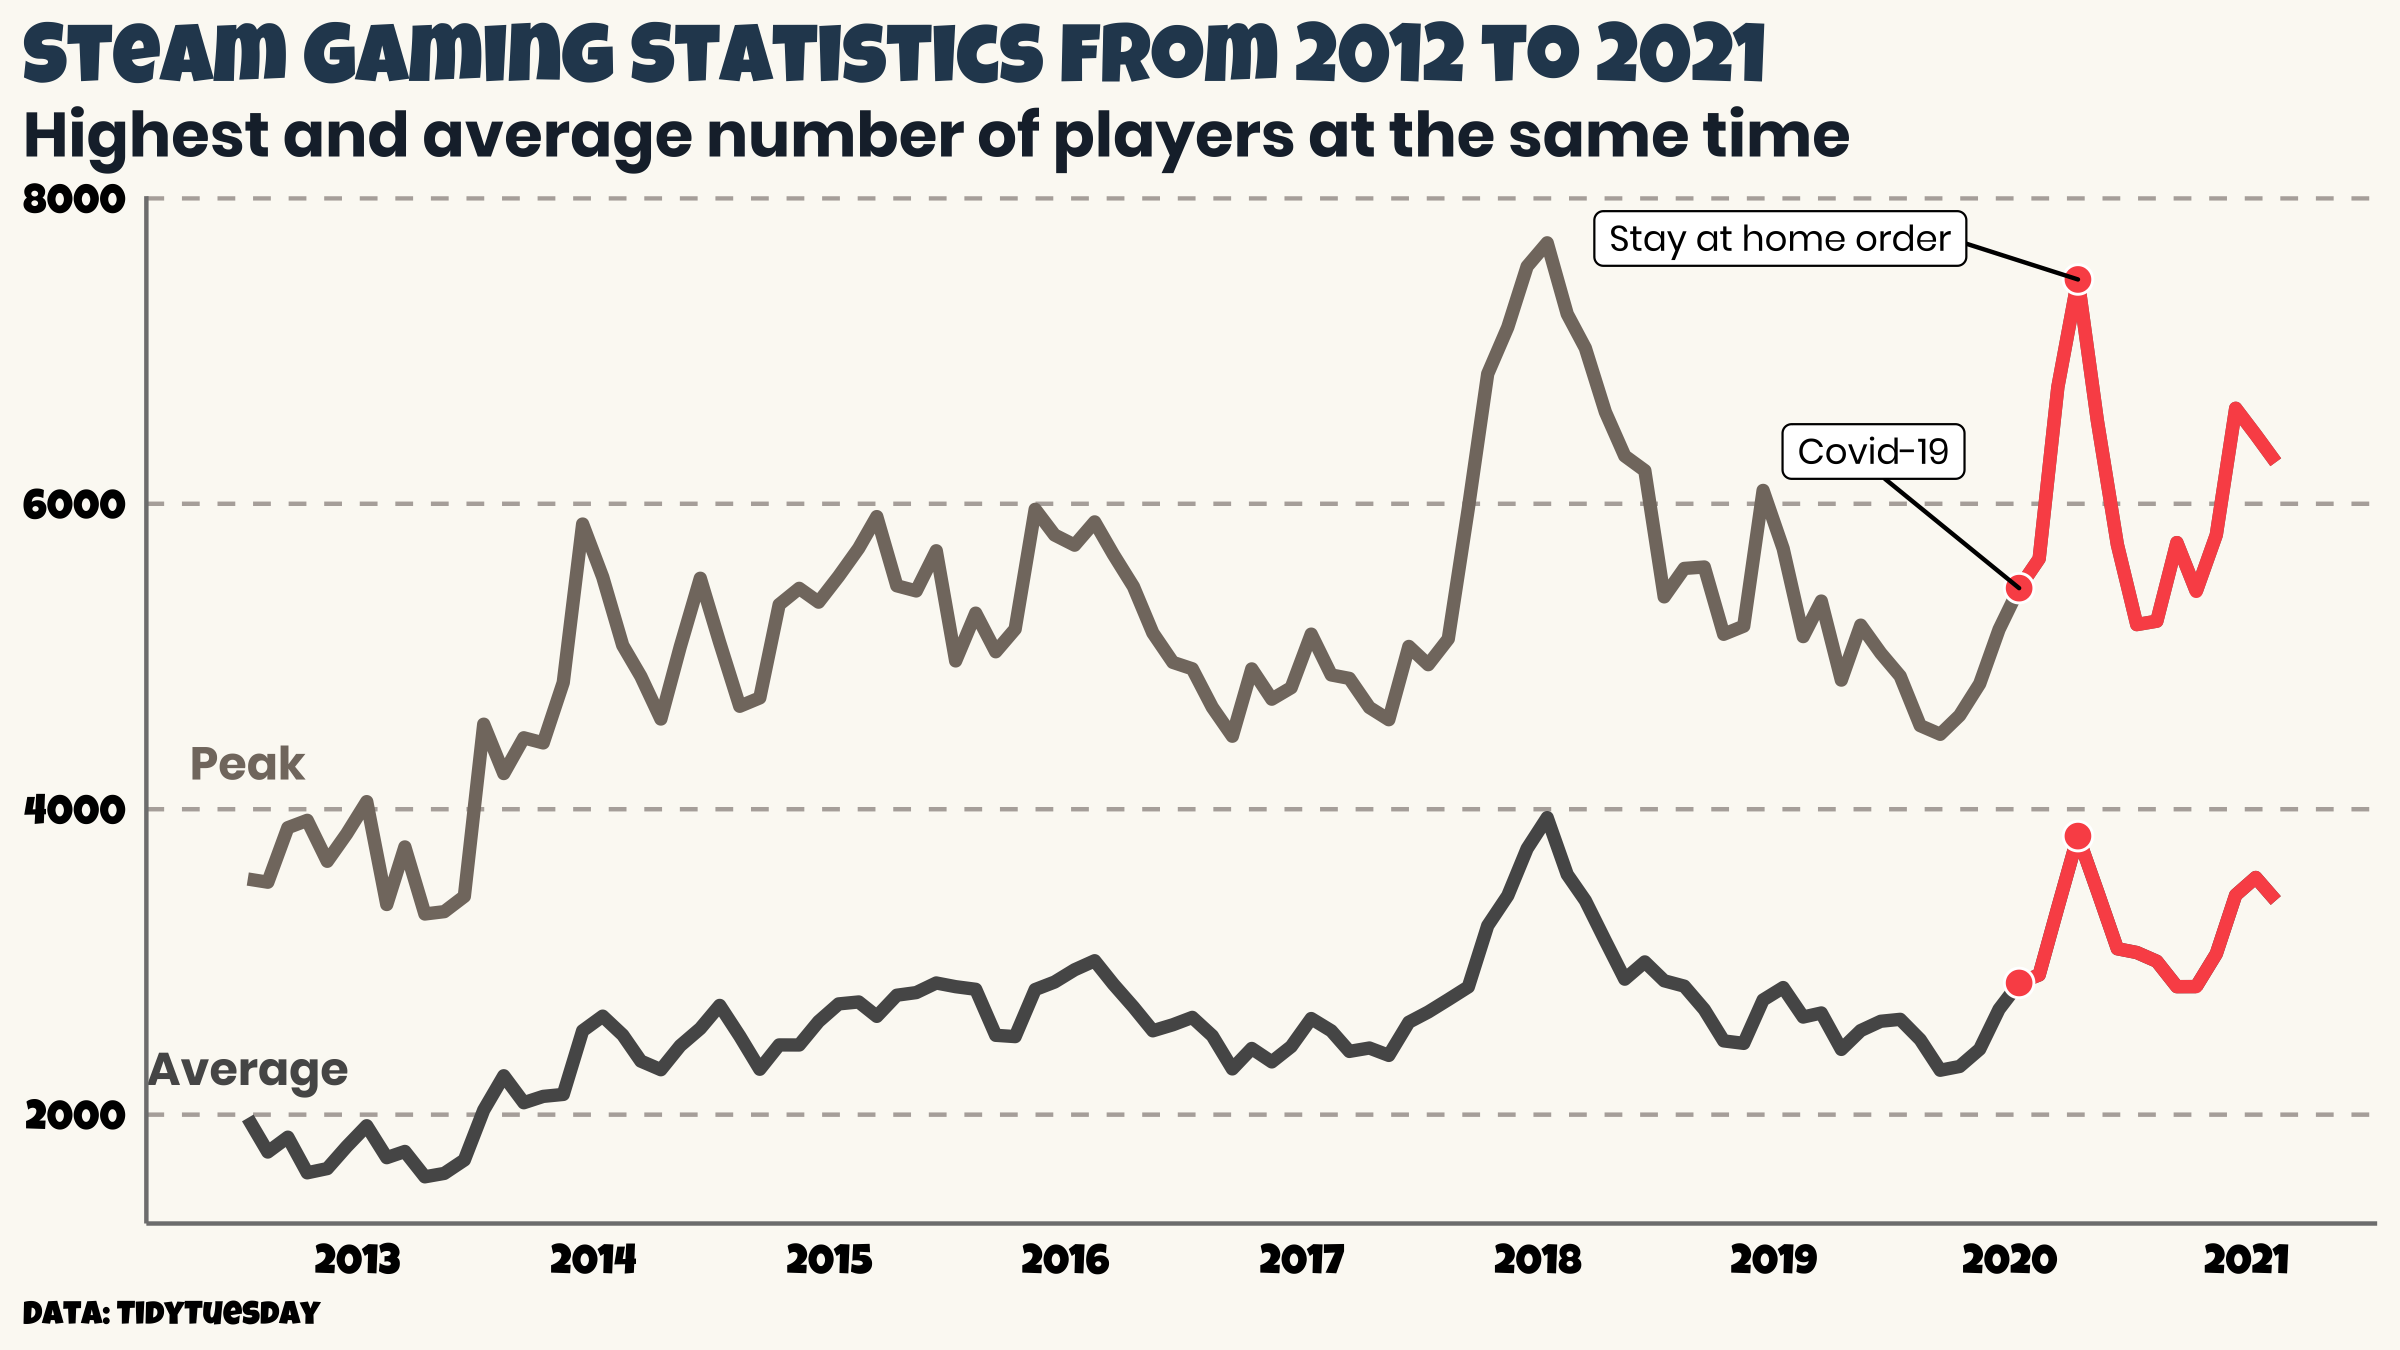 STeAM GAMING STATISTICS FROM 2012 TO 2021
Highest and average number of players at the same time
8000
Stay at home order
Covid-19
6000
Peak
4000
Average
2000
2013 2014 2015 2016 2017 2018 2019 2020 2021
DATA: TIDYTUeSDAY